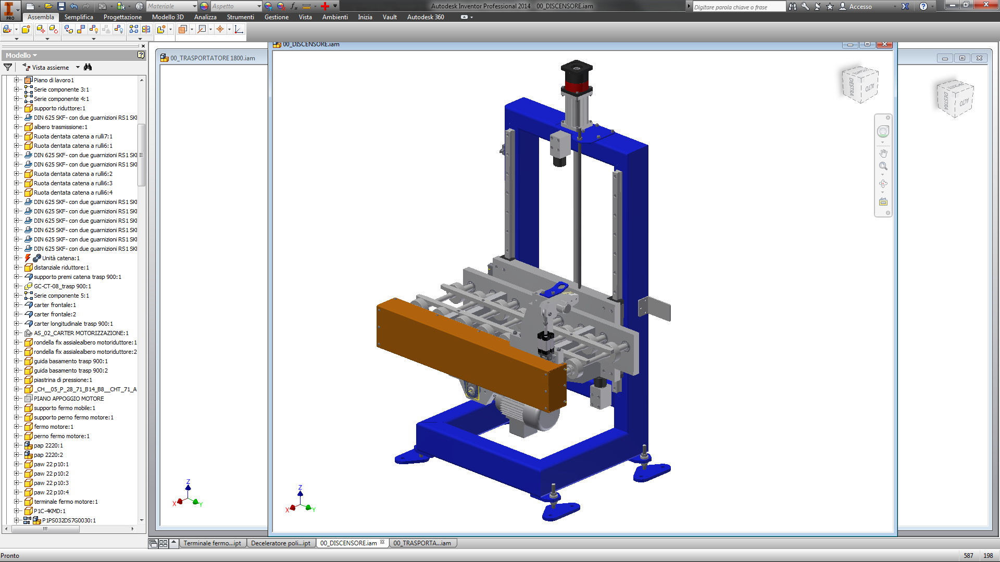 Materiale
Aspetto
Autodesk Inventor Professional 2014 00_DISCENSORE.iam
Digitare parola chiave o frase
Accesso
PRO
Assembla Semplifica Progettazione Modello 3D Analizza Strumenti Gestione Vista Ambienti Inizia Vault Autodesk 360
Modello
Vista assieme
Piano di lavoro1
Serie componente 3:1
Serie componente 4:1
supporto riduttore:1
DIN 625 SKF- con due guarnizioni RS1 SKI
albero trasmissione:1
Ruota dentata catena a rulli7:1
Ruota dentata catena a rulli6:1
DIN 625 SKF- con due guarnizioni RS1 SKI
DIN 625 SKF- con due guarnizioni RS1 SKI
Ruota dentata catena a rulli6:2
Ruota dentata catena a rulli6:3
Ruota dentata catena a rulli6:4
DIN 625 SKF- con due guarnizioni RS1 SKI
DIN 625 SKF- con due guarnizioni RS1 SKI
DIN 625 SKF- con due guarnizioni RS1 SKI
DIN 625 SKF- con due guarnizioni RS1 SKI
DIN 625 SKF- con due guarnizioni RS1 SKI
DIN 625 SKF- con due guarnizioni RS1 SKI
Unità catena:1
distanziale riduttore:1
supporto premi catena trasp 900:1
GC-CT-08_trasp 900:1
Serie componente 5:1
carter frontale:1
carter frontale:2
carter longitudinale trasp 900:1
AS_02_CARTER MOTORIZZAZIONE:1
rondella fix assialealbero motoriduttore:1
rondella fix assialealbero motoriduttore:2
guida basamento trasp 900:1
guida basamento trasp 900:2
piastrina di pressione:1
_CH__05_P_28_71_B14_B8__CHT_71_A
PIANO APPOGGIO MOTORE
supporto fermo mobile:1
supporto perno fermo motore:1
fermo motore:1
perno fermo motore:1
pap 2220:1
pap 2220:2
paw 22 p10:1
paw 22 p10:2
paw 22 p10:3
paw 22 p10:4
terminale fermo motore:1
P1C-4KMD:1
P1PS032DS7G0030:1
00_TRASPORTATORE 1800.iam
00_DISCENSORE.iam
DESTRA
ALTO
DESTRA
ALTO
Z
X
Y
Z
X
Y
Terminale fermo...ipt Deceleratore poli...ipt 00_DISCENSORE.iam 00_TRASPORTA...iam
Pronto
587 198